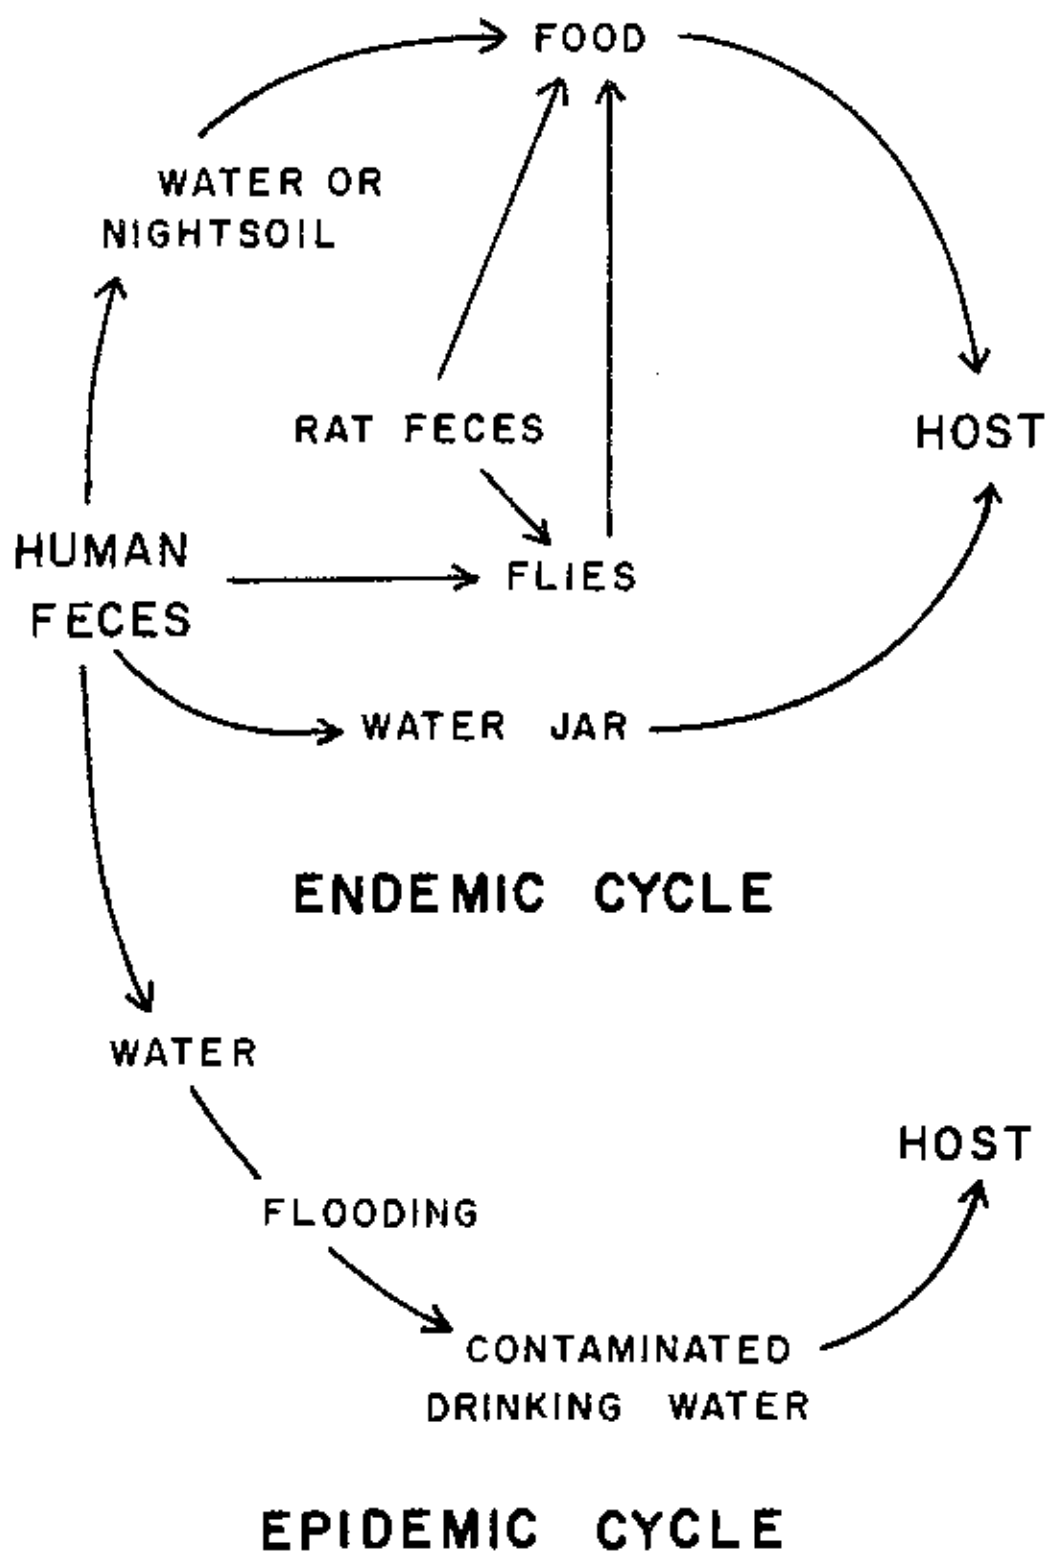 FOOD
WATER OR
NIGHTSOIL
RAT FECES
HOST
HUMAN
FECES
FLIES
WATER JAR
ENDEMIC CYCLE
WATER
HOST
FLOODING
CONTAMINATED
DRINKING WATER
EPIDEMIC CYCLE